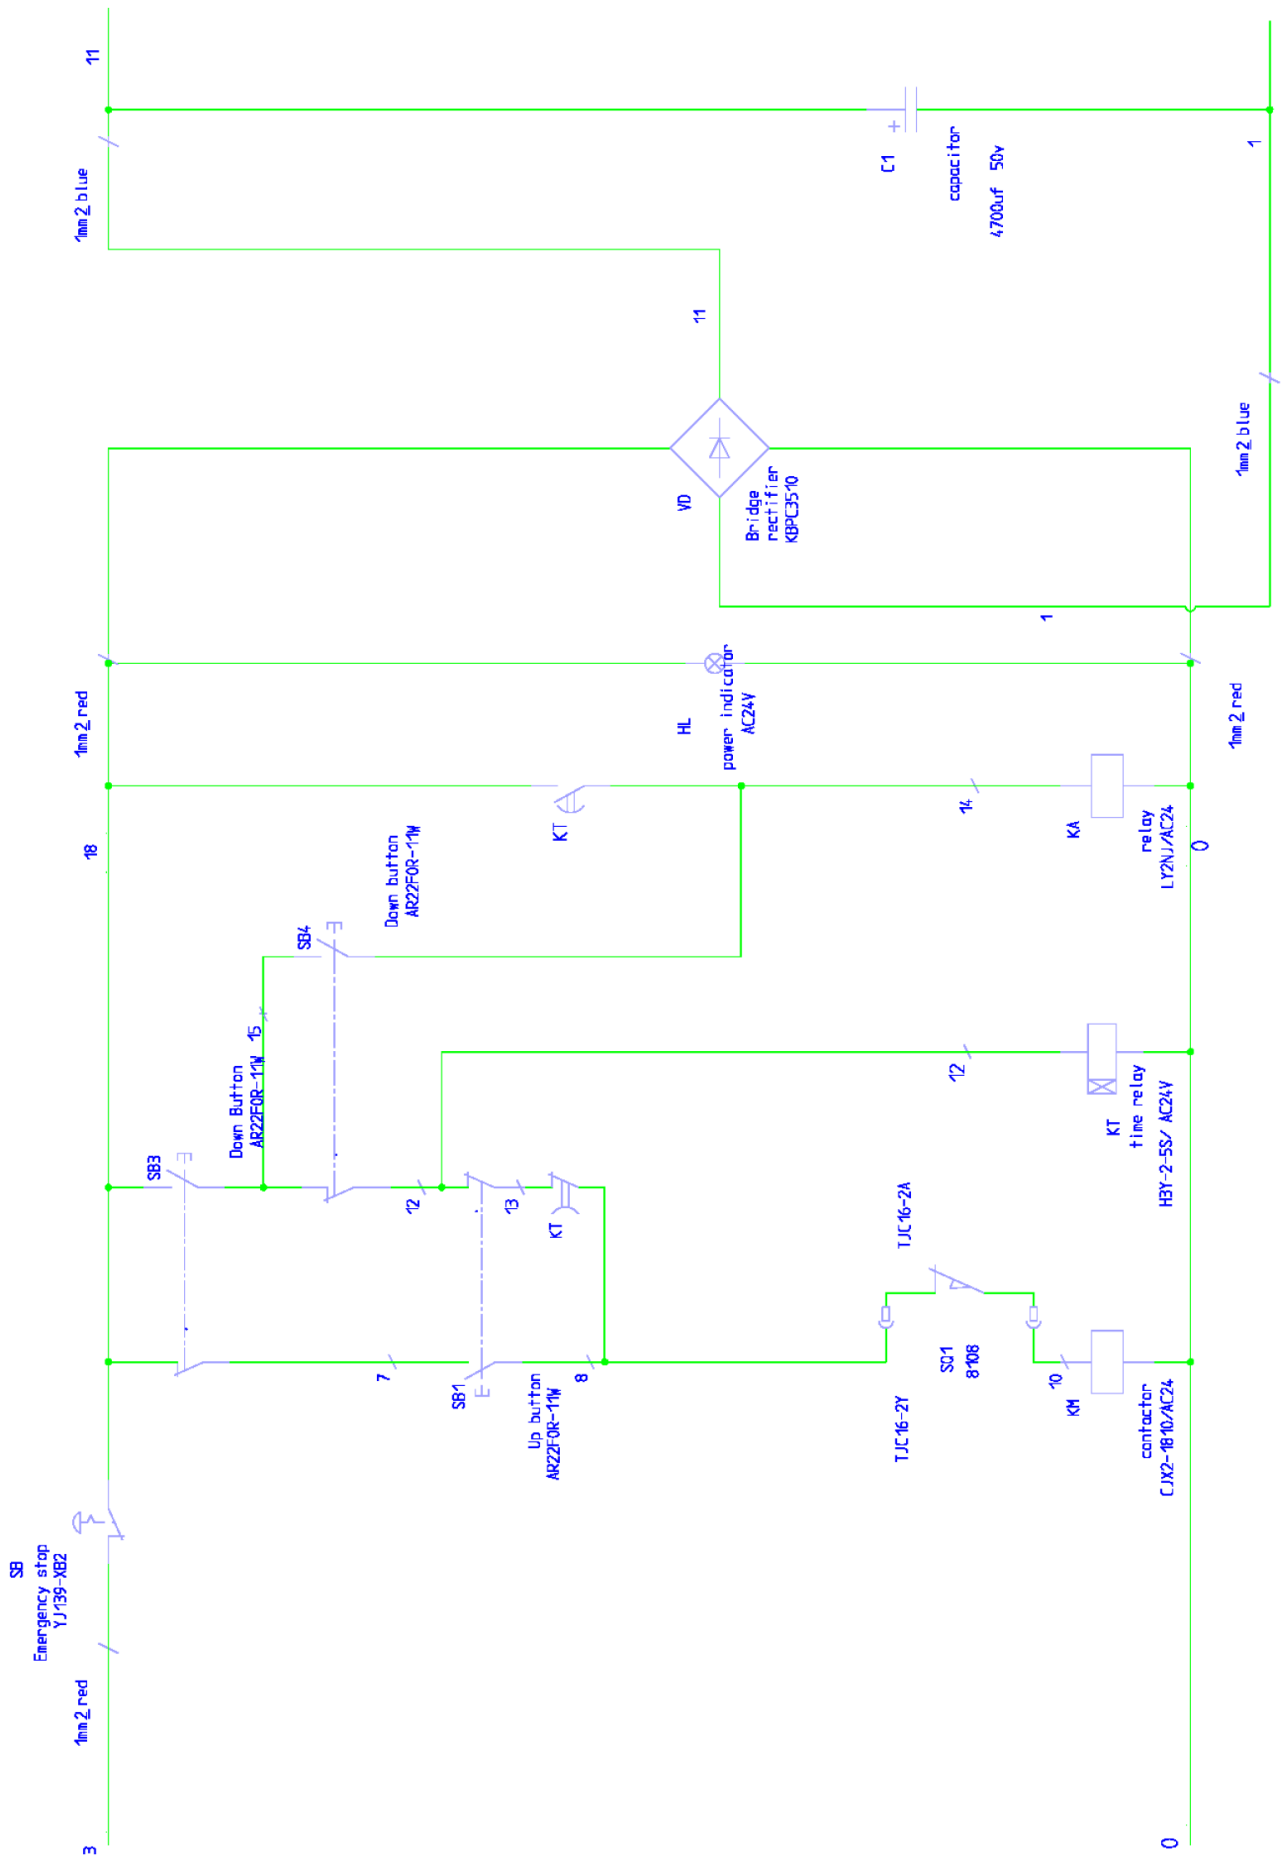 3
1mm2 red
SB
Emergency stop
YJ139-XB2
18
1mm2 red
1mm2 blue
11
SB3
Down Button
AR22F0R-11W
15
SB4
Down button
AR22F0R-11W
7
SB1
Up button
AR22F0R-11W
12
13
KT
8
KT
HL
power indicator
AC24V
VD
Bridge
rectifier
KBPC3510
11
C1
capacitor
4700uf 50v
TJC16-2Y
TJC16-2A
SQ1
8108
12
14
1
10
KM
contactor
CJX2-1810/AC24
KT
time relay
H3Y-2-5S/ AC24V
KA
relay
LY2NJ/AC24
0
0
1mm2 red
1mm2 blue
1